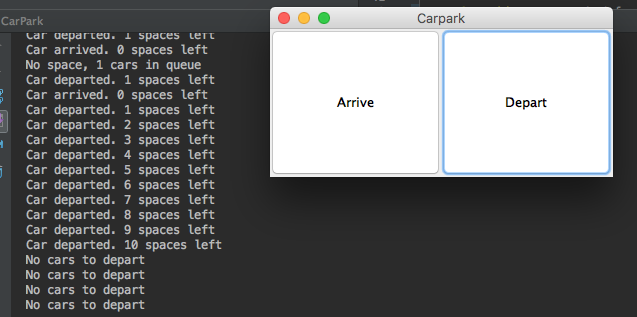 CarPark
Carpark
Car departed. 1 spaces left
Car arrived. 0 spaces left
No space, 1 cars in queue
Car departed. 1 spaces left
Car arrived. 0 spaces left
Car departed. 1 spaces left
Car departed. 2 spaces left
Car departed. 3 spaces left
Car departed. 4 spaces left
Car departed. 5 spaces left
Car departed. 6 spaces left
Car departed. 7 spaces left
Car departed. 8 spaces left
Car departed. 9 spaces left
Car departed. 10 spaces left
No cars to depart
No cars to depart
No cars to depart
No cars to depart
Arrive
Depart